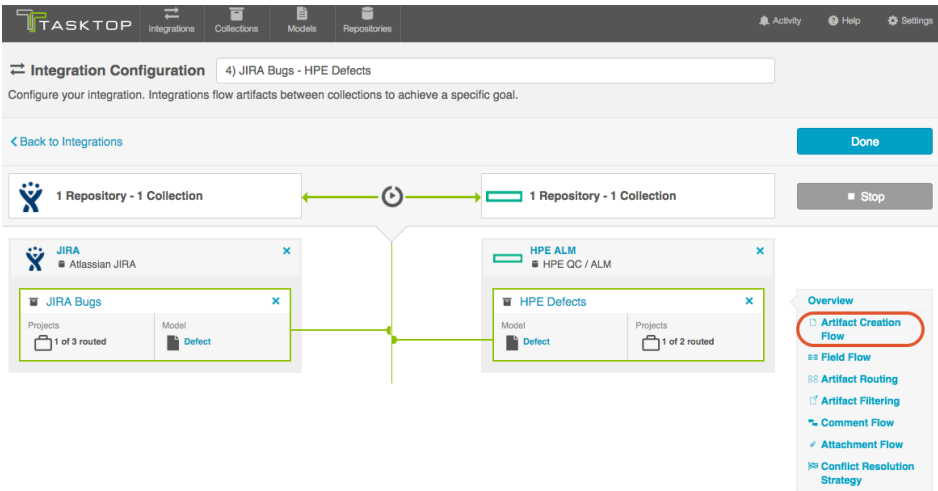 TASKTOP
Integrations
Collections
Models
Repositories
Activity
Help
Settings
Integration Configuration
4) JIRA Bugs - HPE Defects
Configure your integration. Integrations flow artifacts between collections to achieve a specific goal.
Back to Integrations
Done
1 Repository - 1 Collection
1 Repository - 1 Collection
Stop
JIRA
Atlassian JIRA
HPE ALM
HPE QC / ALM
JIRA Bugs
HPE Defects
Projects
Model
1 of 3 routed
Defect
Model
Projects
Defect
1 of 2 routed
Overview
Artifact Creation
Flow
Field Flow
Artifact Routing
Artifact Filtering
Comment Flow
Attachment Flow
Conflict Resolution
Strategy